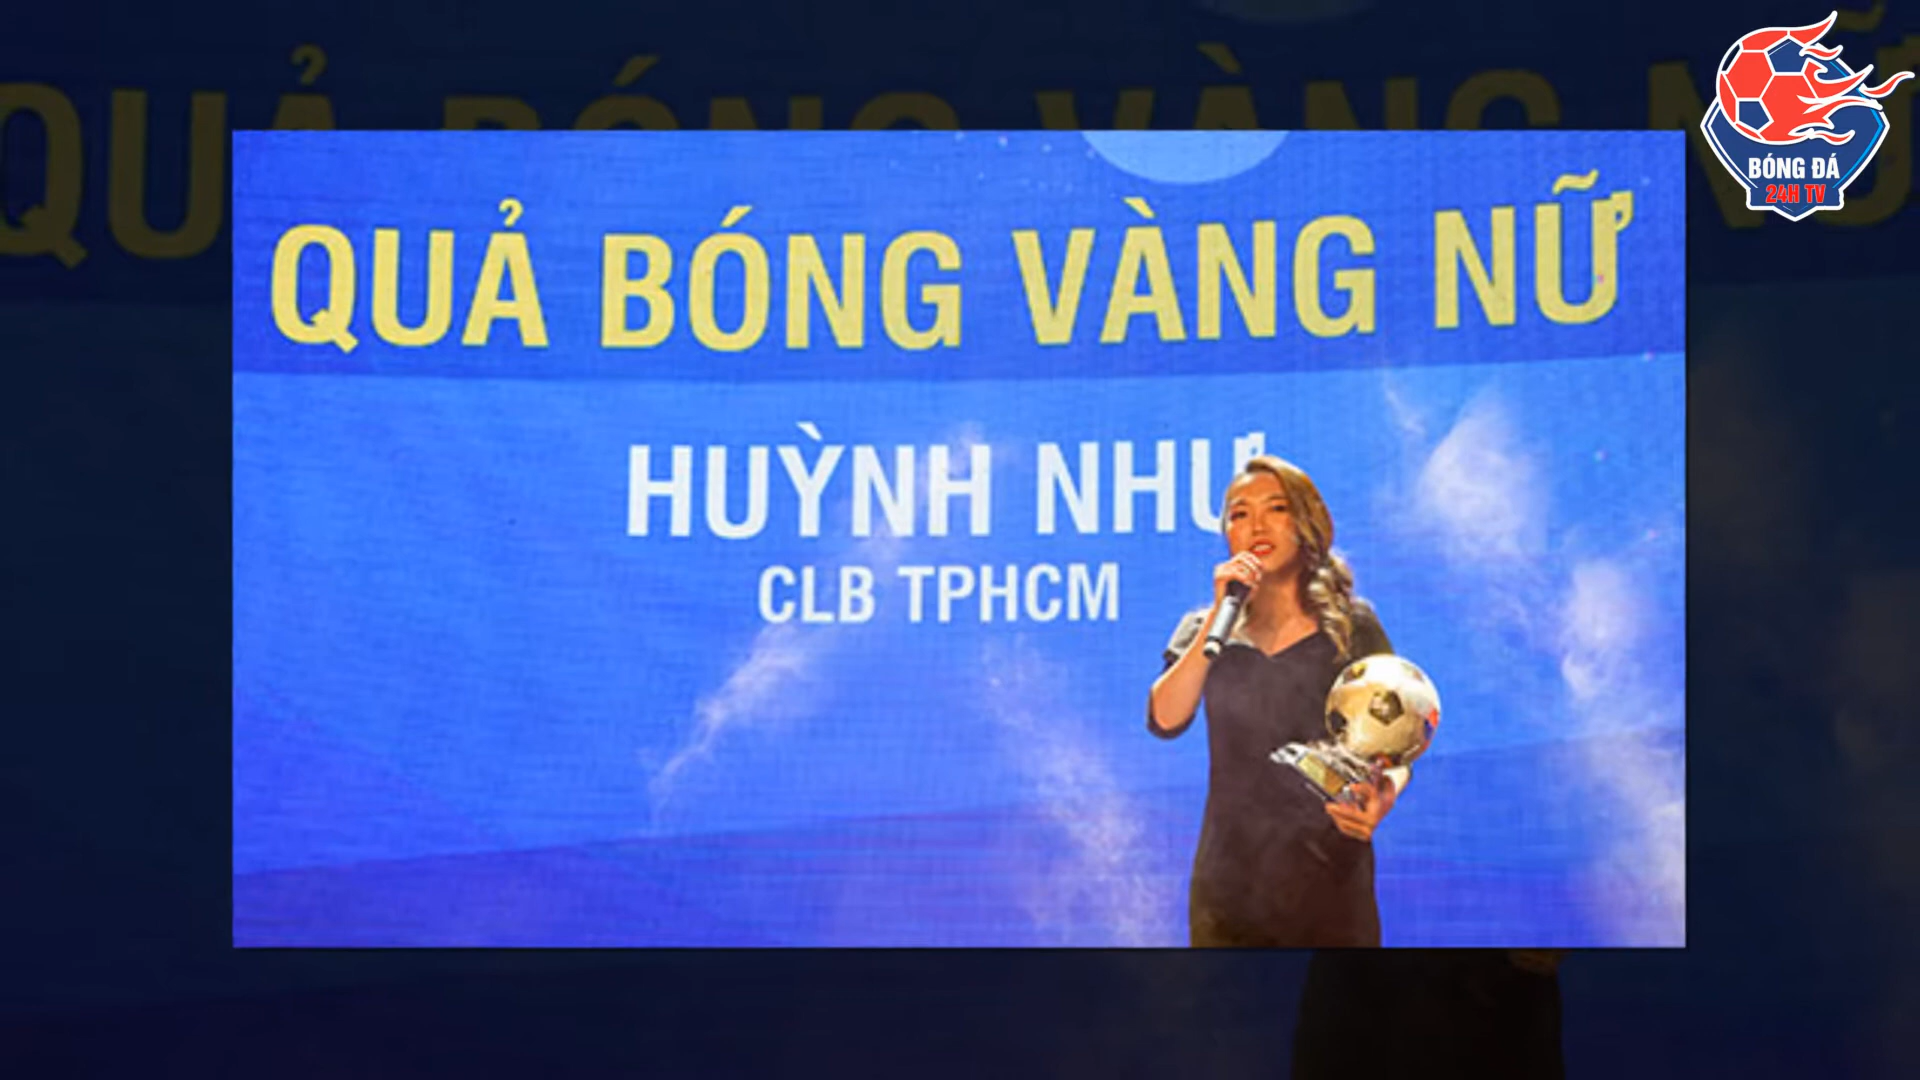 QUẢ BÓNG VÀNG NỮ
HUỲNH NHƯ
CLB TPHCM
BÓNG ĐÁ
24H TV